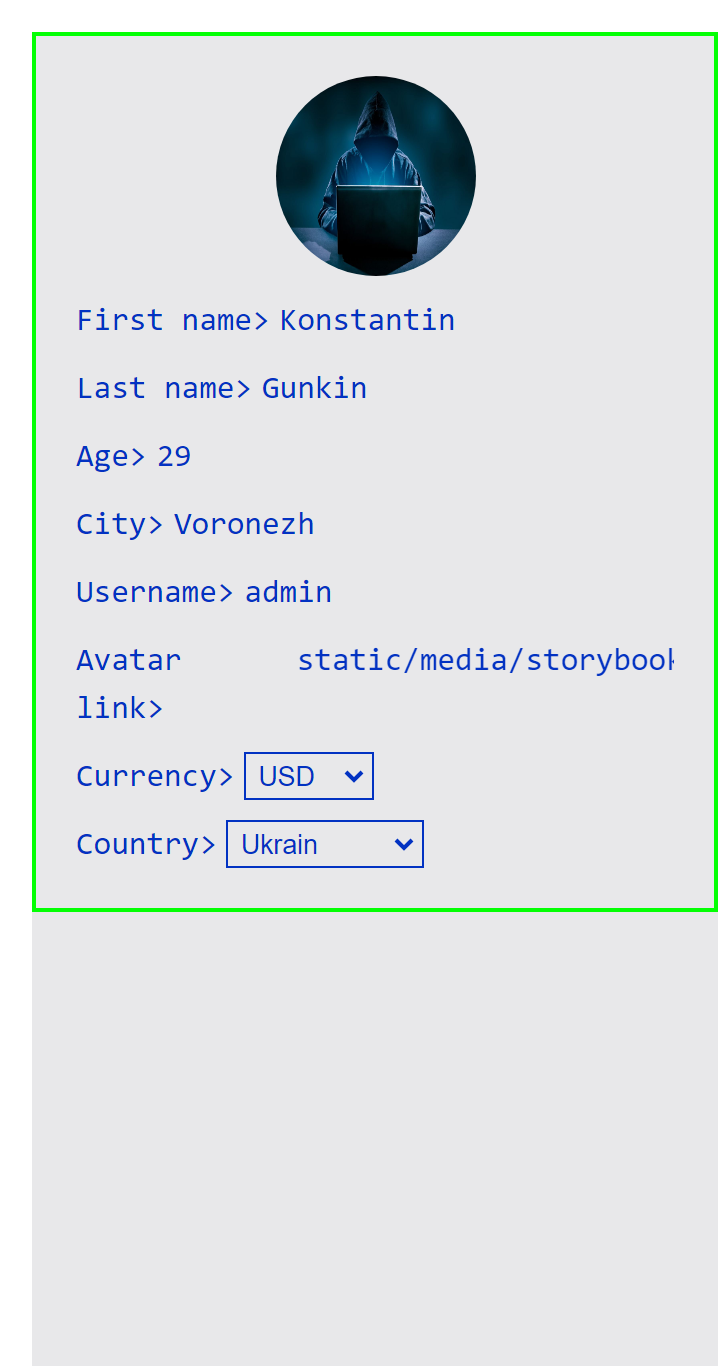 First name> Konstantin
Last name> Gunkin
Age> 29
City> Voronezh
Username> admin
Avatar static/media/storybook
link>
Currency> USD
Country> Ukrain